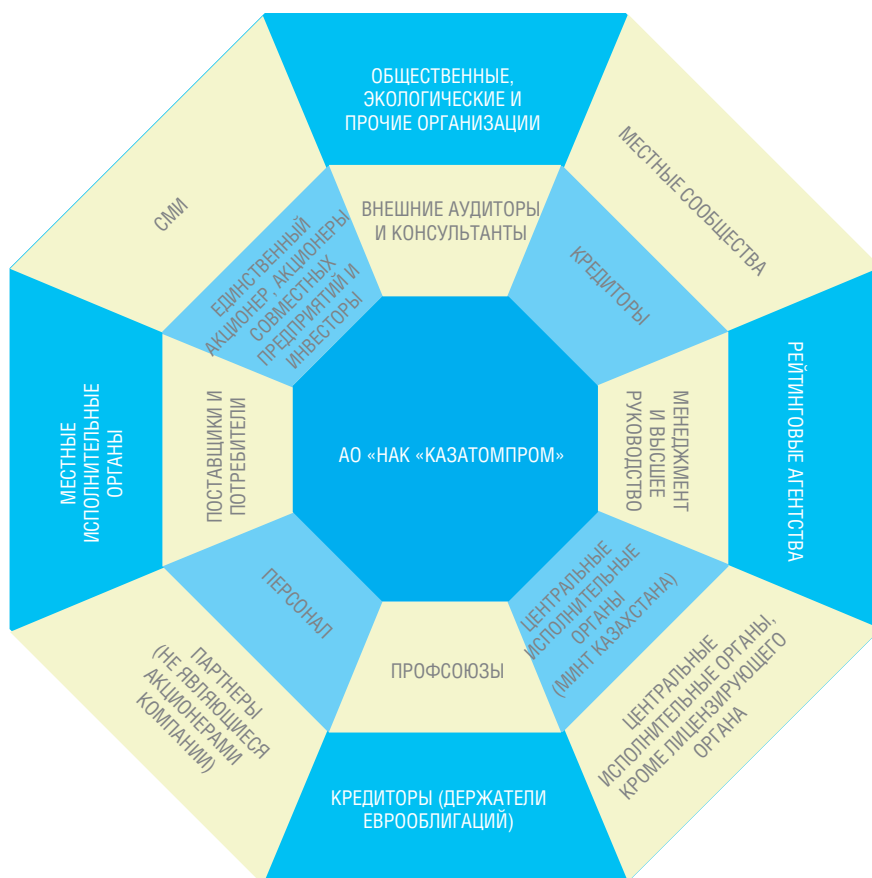 ОБЩЕСТВЕННЫЕ,
ЭКОЛОГИЧЕСКИЕ И
ПРОЧИЕ ОРГАНИЗАЦИИ
МЕСТНЫЕ СООБЩЕСТВА
РЕЙТИНГОВЫЕ АГЕНТСТВА
ЦЕНТРАЛЬНЫЕ
ИСПОЛНИТЕЛЬНЫЕ ОРГАНЫ,
КРОМЕ ЛИЦЕНЗИРУЮЩЕГО
ОРГАНА
КРЕДИТОРЫ (ДЕРЖАТЕЛИ
ЕВРООБЛИГАЦИЙ)
ПАРТНЕРЫ
(НЕ ЯВЛЯЮЩИЕСЯ
АКЦИОНЕРАМИ
КОМПАНИИ)
МЕСТНЫЕ
ИСПОЛНИТЕЛЬНЫЕ
ОРГАНЫ
СМИ
ВНЕШНИЕ АУДИТОРЫ
И КОНСУЛЬТАНТЫ
КРЕДИТОРЫ
МЕНЕДЖМЕНТ
И ВЫСШЕЕ
РУКОВОДСТВО
ЦЕНТРАЛЬНЫЕ
ИСПОЛНИТЕЛЬНЫЕ
ОРГАНЫ
(МИНТ КАЗАХСТАНА)
ПРОФСОЮЗЫ
ПЕРСОНАЛ
ПОСТАВЩИКИ И
ПОТРЕБИТЕЛИ
ЕДИНСТВЕННЫЙ
АКЦИОНЕР, АКЦИОНЕРЫ
СОВМЕСТНЫХ
ПРЕДПРИЯТИЙ И
ИНВЕСТОРЫ
АО «НАК «КАЗАТОМПРОМ»